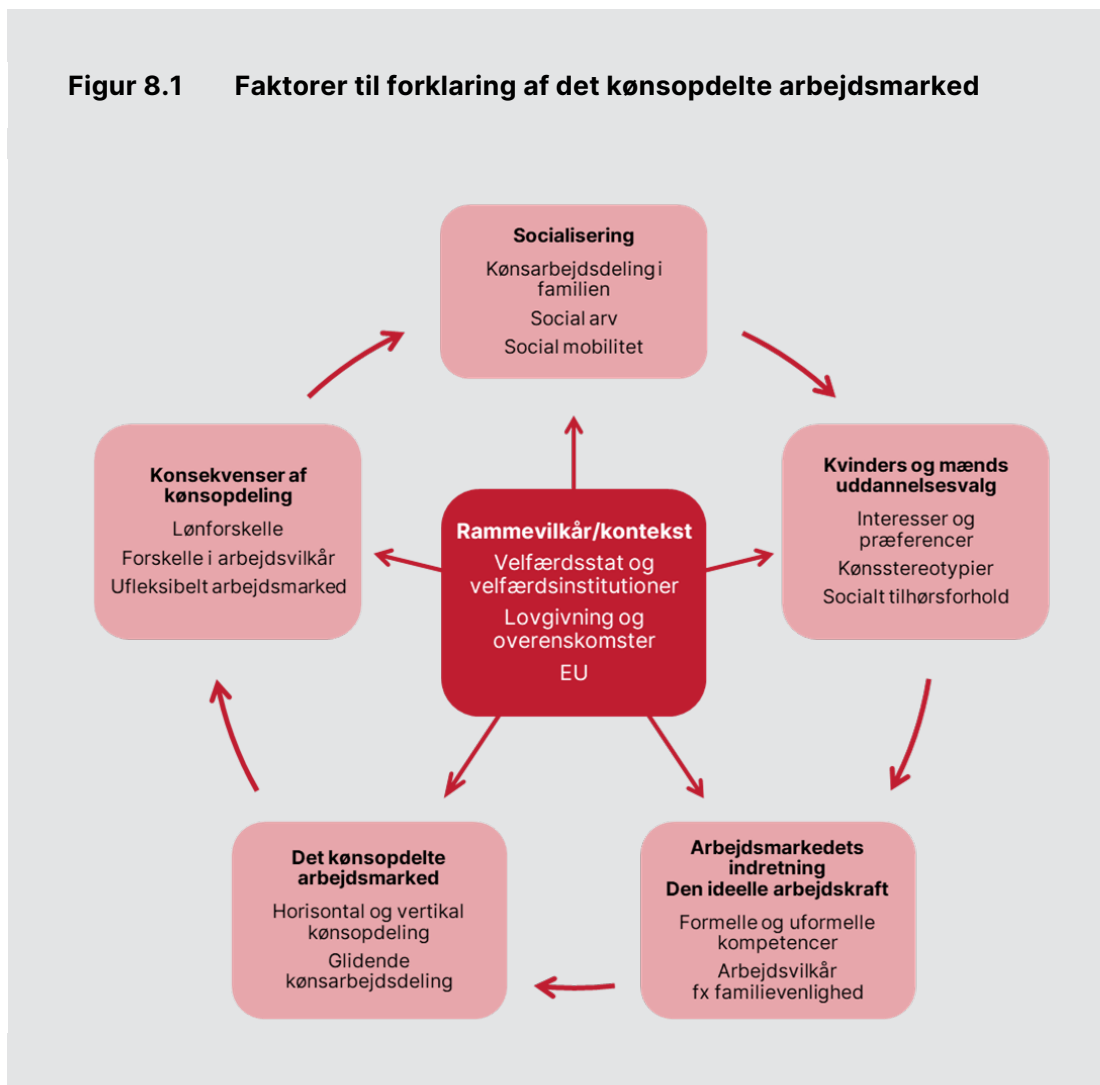 Figur 8.1 Faktorer til forklaring af det kønsopdelte arbejdsmarked
Socialisering
Kønsarbejdsdeling i
familien
Social arv
Social mobilitet
Kvinders og mænds
uddannelsesvalg
Interesser og
præferencer
Kønsstereotypier
Socialt tilhørsforhold
Arbejdsmarkedets
indretning
Den ideelle arbejdskraft
Formelle og uformelle
kompetencer
Arbejdsvilkår
fx familievenlighed
Det kønsopdelte
arbejdsmarked
Horisontal og vertikal
kønsopdeling
Glidende
kønsarbejdsdeling
Konsekvenser af
kønsopdeling
Lønforskelle
Forskelle i arbejdsvilkår
Ufleksibelt arbejdsmarked
Rammevilkår/kontekst
Velfærdsstat og
velfærdsinstitutioner
Lovgivning og
overenskomster
EU